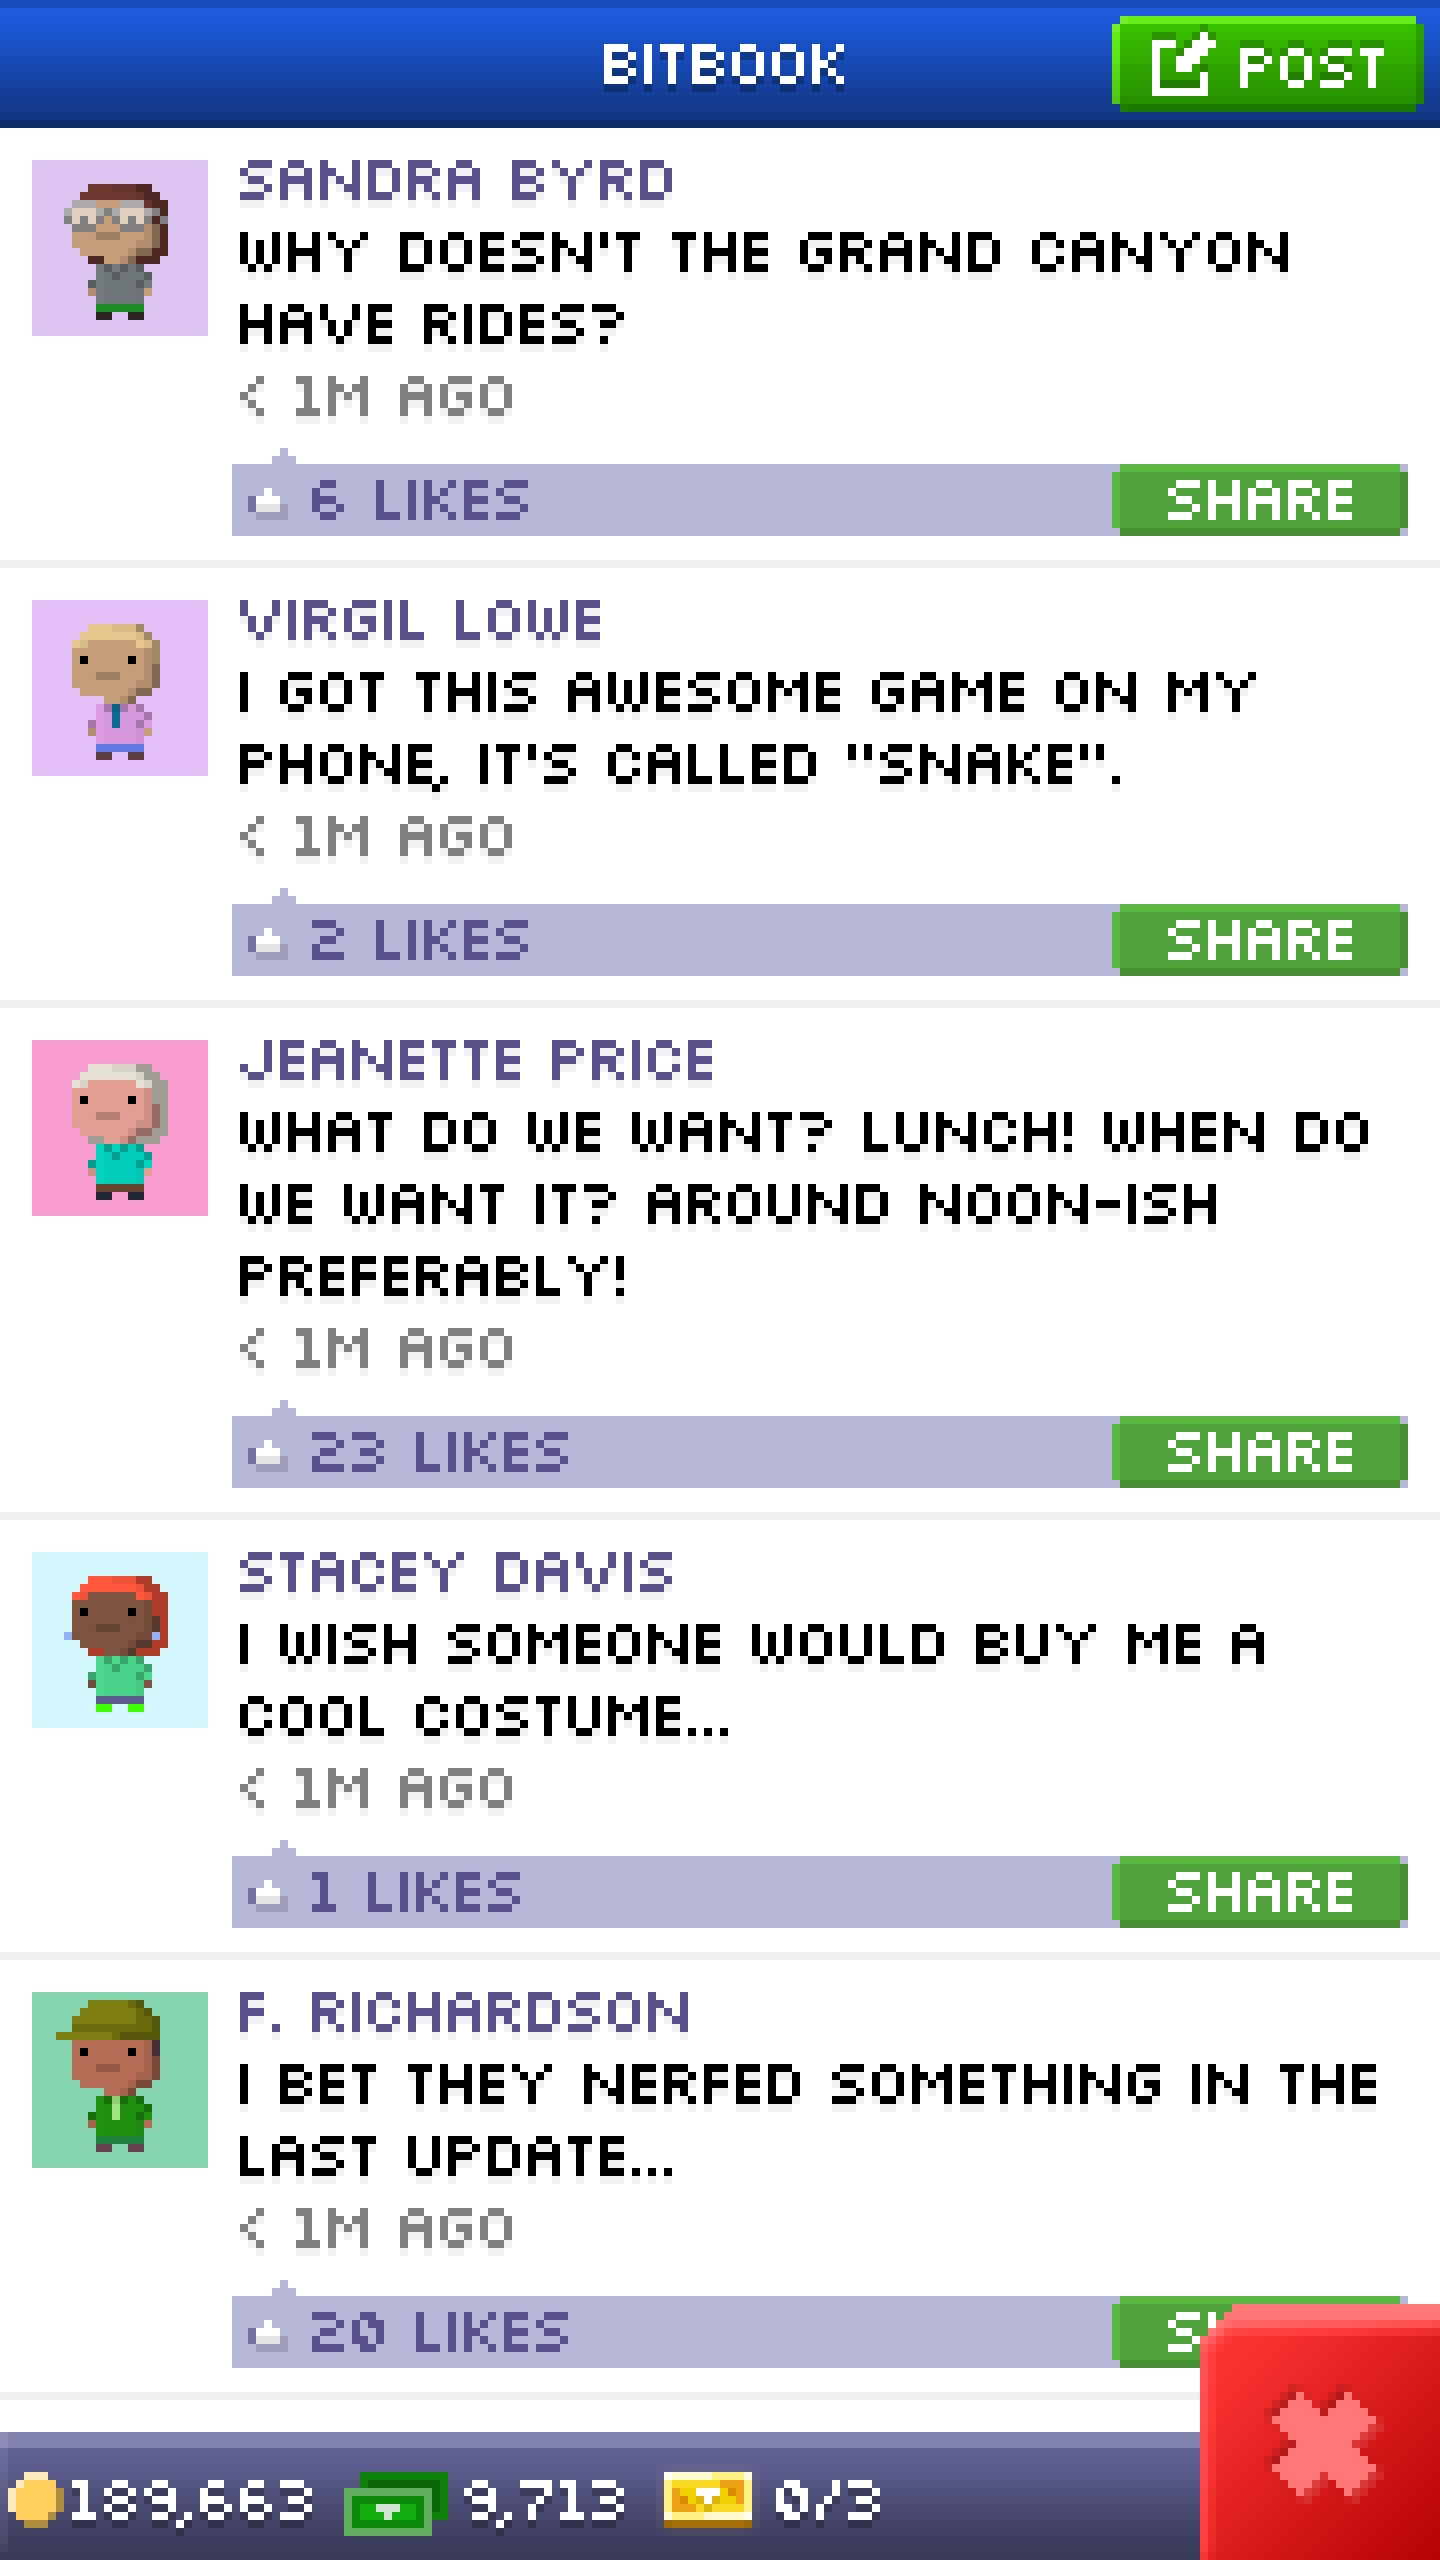 BITBOOK
POST
SANDRA BYRD
WHY DOESN'T THE GRAND CANYON
HAVE RIDES?
< 1M AGO
6 LIKES
SHARE
VIRGIL LOWE
I GOT THIS AWESOME GAME ON MY
PHONE, IT'S CALLED "SNAKE".
< 1M AGO
2 LIKES
SHARE
JEANETTE PRICE
WHAT DO WE WANT? LUNCH! WHEN DO
WE WANT IT? AROUND NOON-ISH
PREFERABLY!
< 1M AGO
23 LIKES
SHARE
STACEY DAVIS
I WISH SOMEONE WOULD BUY ME A
COOL COSTUME...
< 1M AGO
1 LIKES
SHARE
F. RICHARDSON
I BET THEY NERFED SOMETHING IN THE
LAST UPDATE...
< 1M AGO
20 LIKES
189,663
9,713
0/3